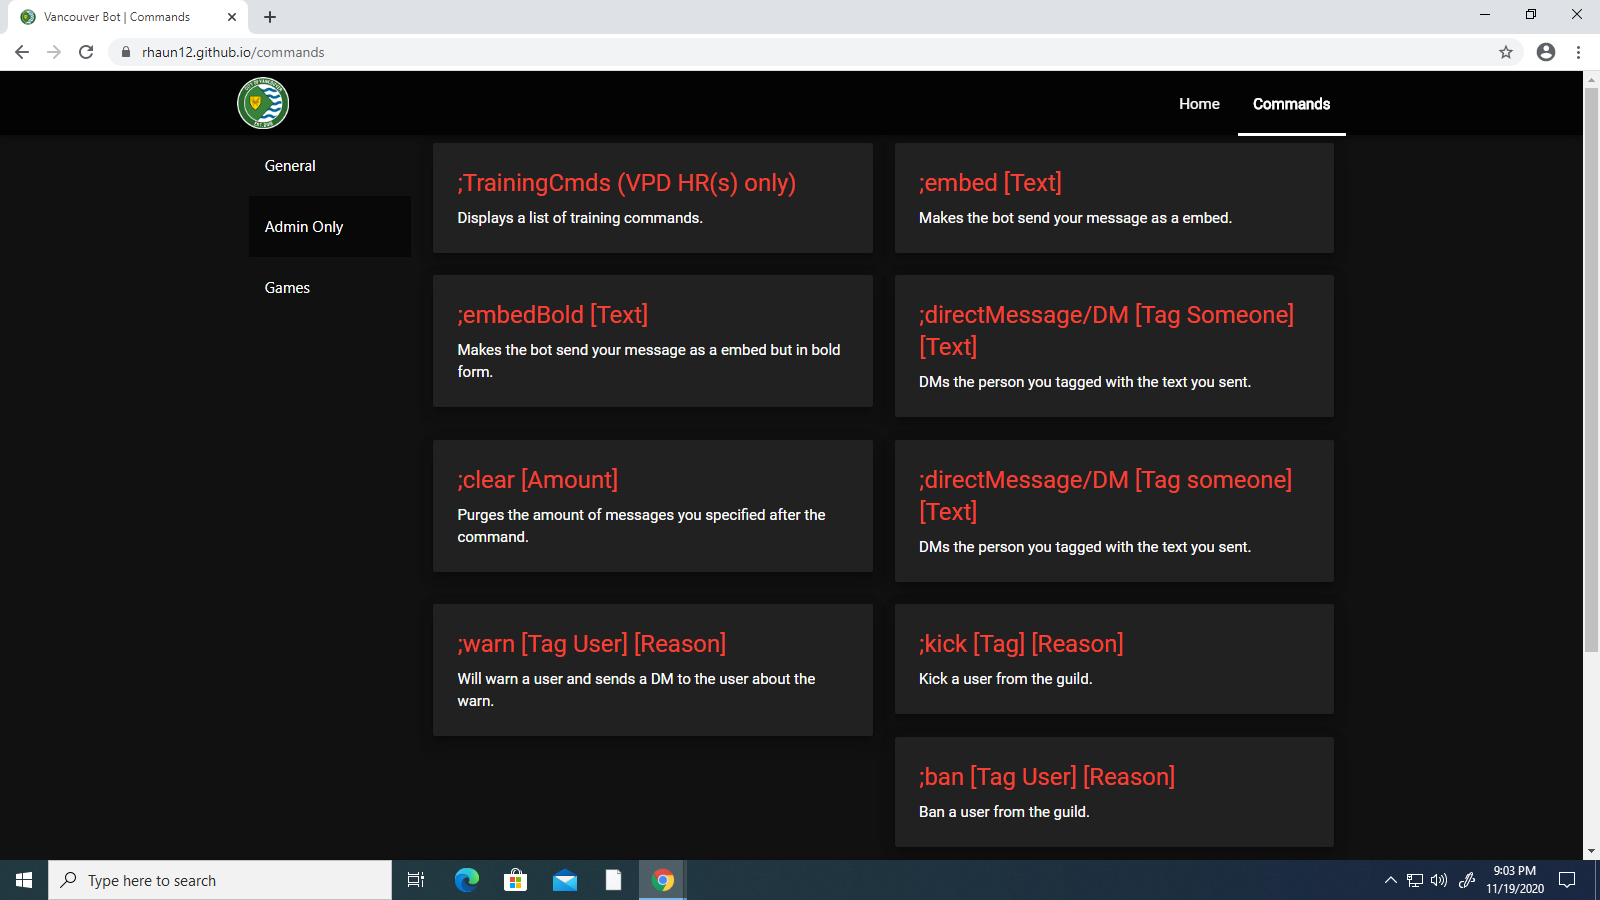 Vancouver Bot | Commands
rhaun12.github.io/commands
Home
Commands
General
Admin Only
Games
;TrainingCmds (VPD HR(s) only)
Displays a list of training commands.
;embed [Text]
Makes the bot send your message as a embed.
;embedBold [Text]
Makes the bot send your message as a embed but in bold
form.
;directMessage/DM [Tag Someone]
[Text]
DMs the person you tagged with the text you sent.
;clear [Amount]
Purges the amount of messages you specified after the
command.
;directMessage/DM [Tag someone]
[Text]
DMs the person you tagged with the text you sent.
;warn [Tag User] [Reason]
Will warn a user and sends a DM to the user about the
warn.
;kick [Tag] [Reason]
Kick a user from the guild.
;ban [Tag User] [Reason]
Ban a user from the guild.
Type here to search
9:03 PM
11/19/2020